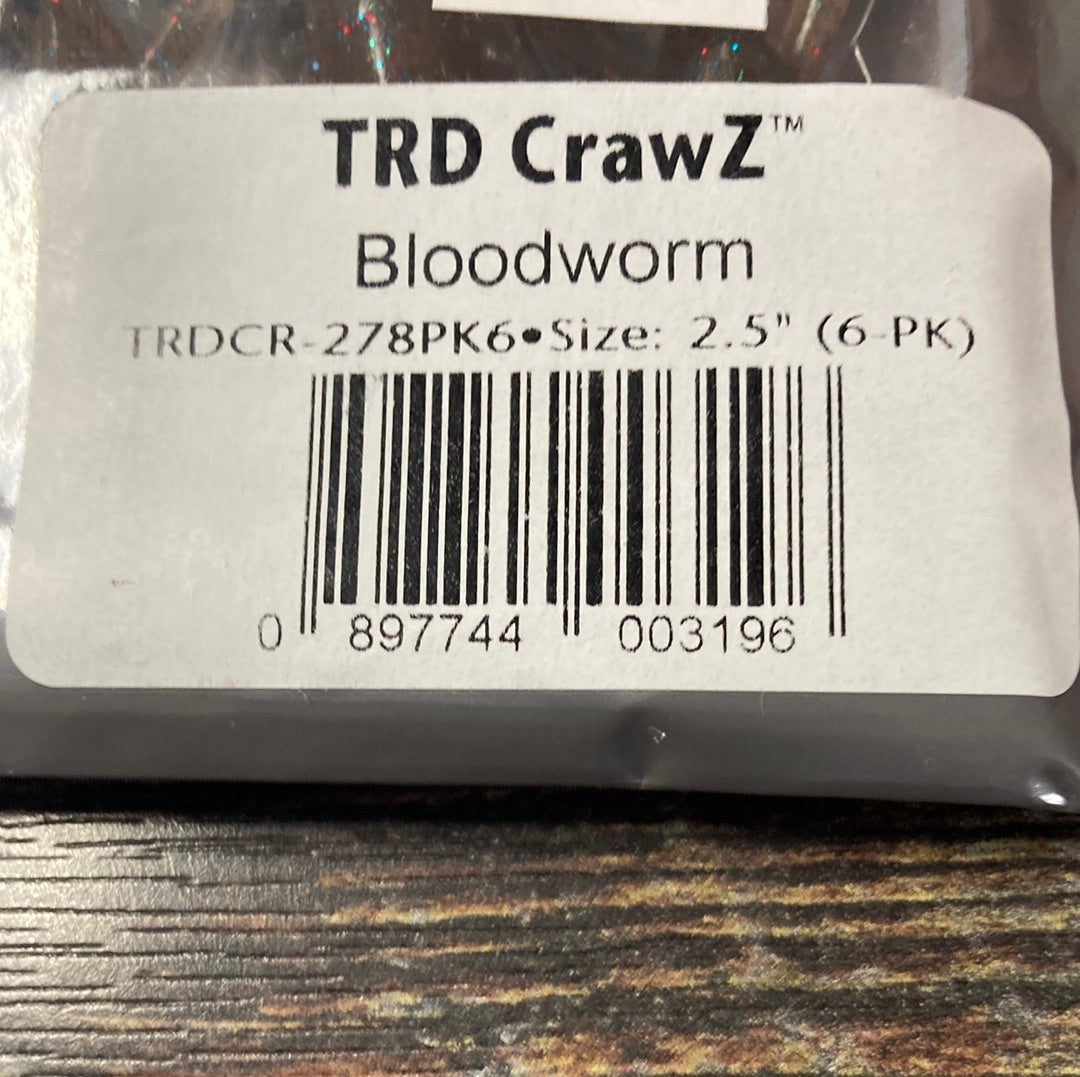 TRD CrawZ™
Bloodworm
TRDCR-278PK6•Size: 2.5" (6-PK)
0 897744 003196